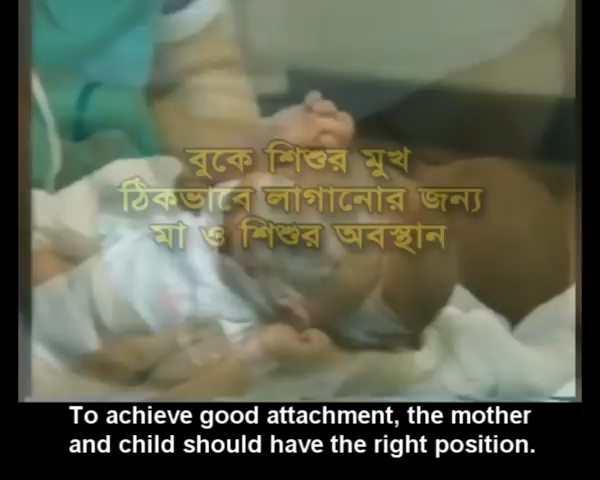 বুকে শিশুর মুখ
ঠিকভাবে লাগানোর জন্য
মা ও শিশুর অবস্থান
To achieve good attachment, the mother
and child should have the right position.